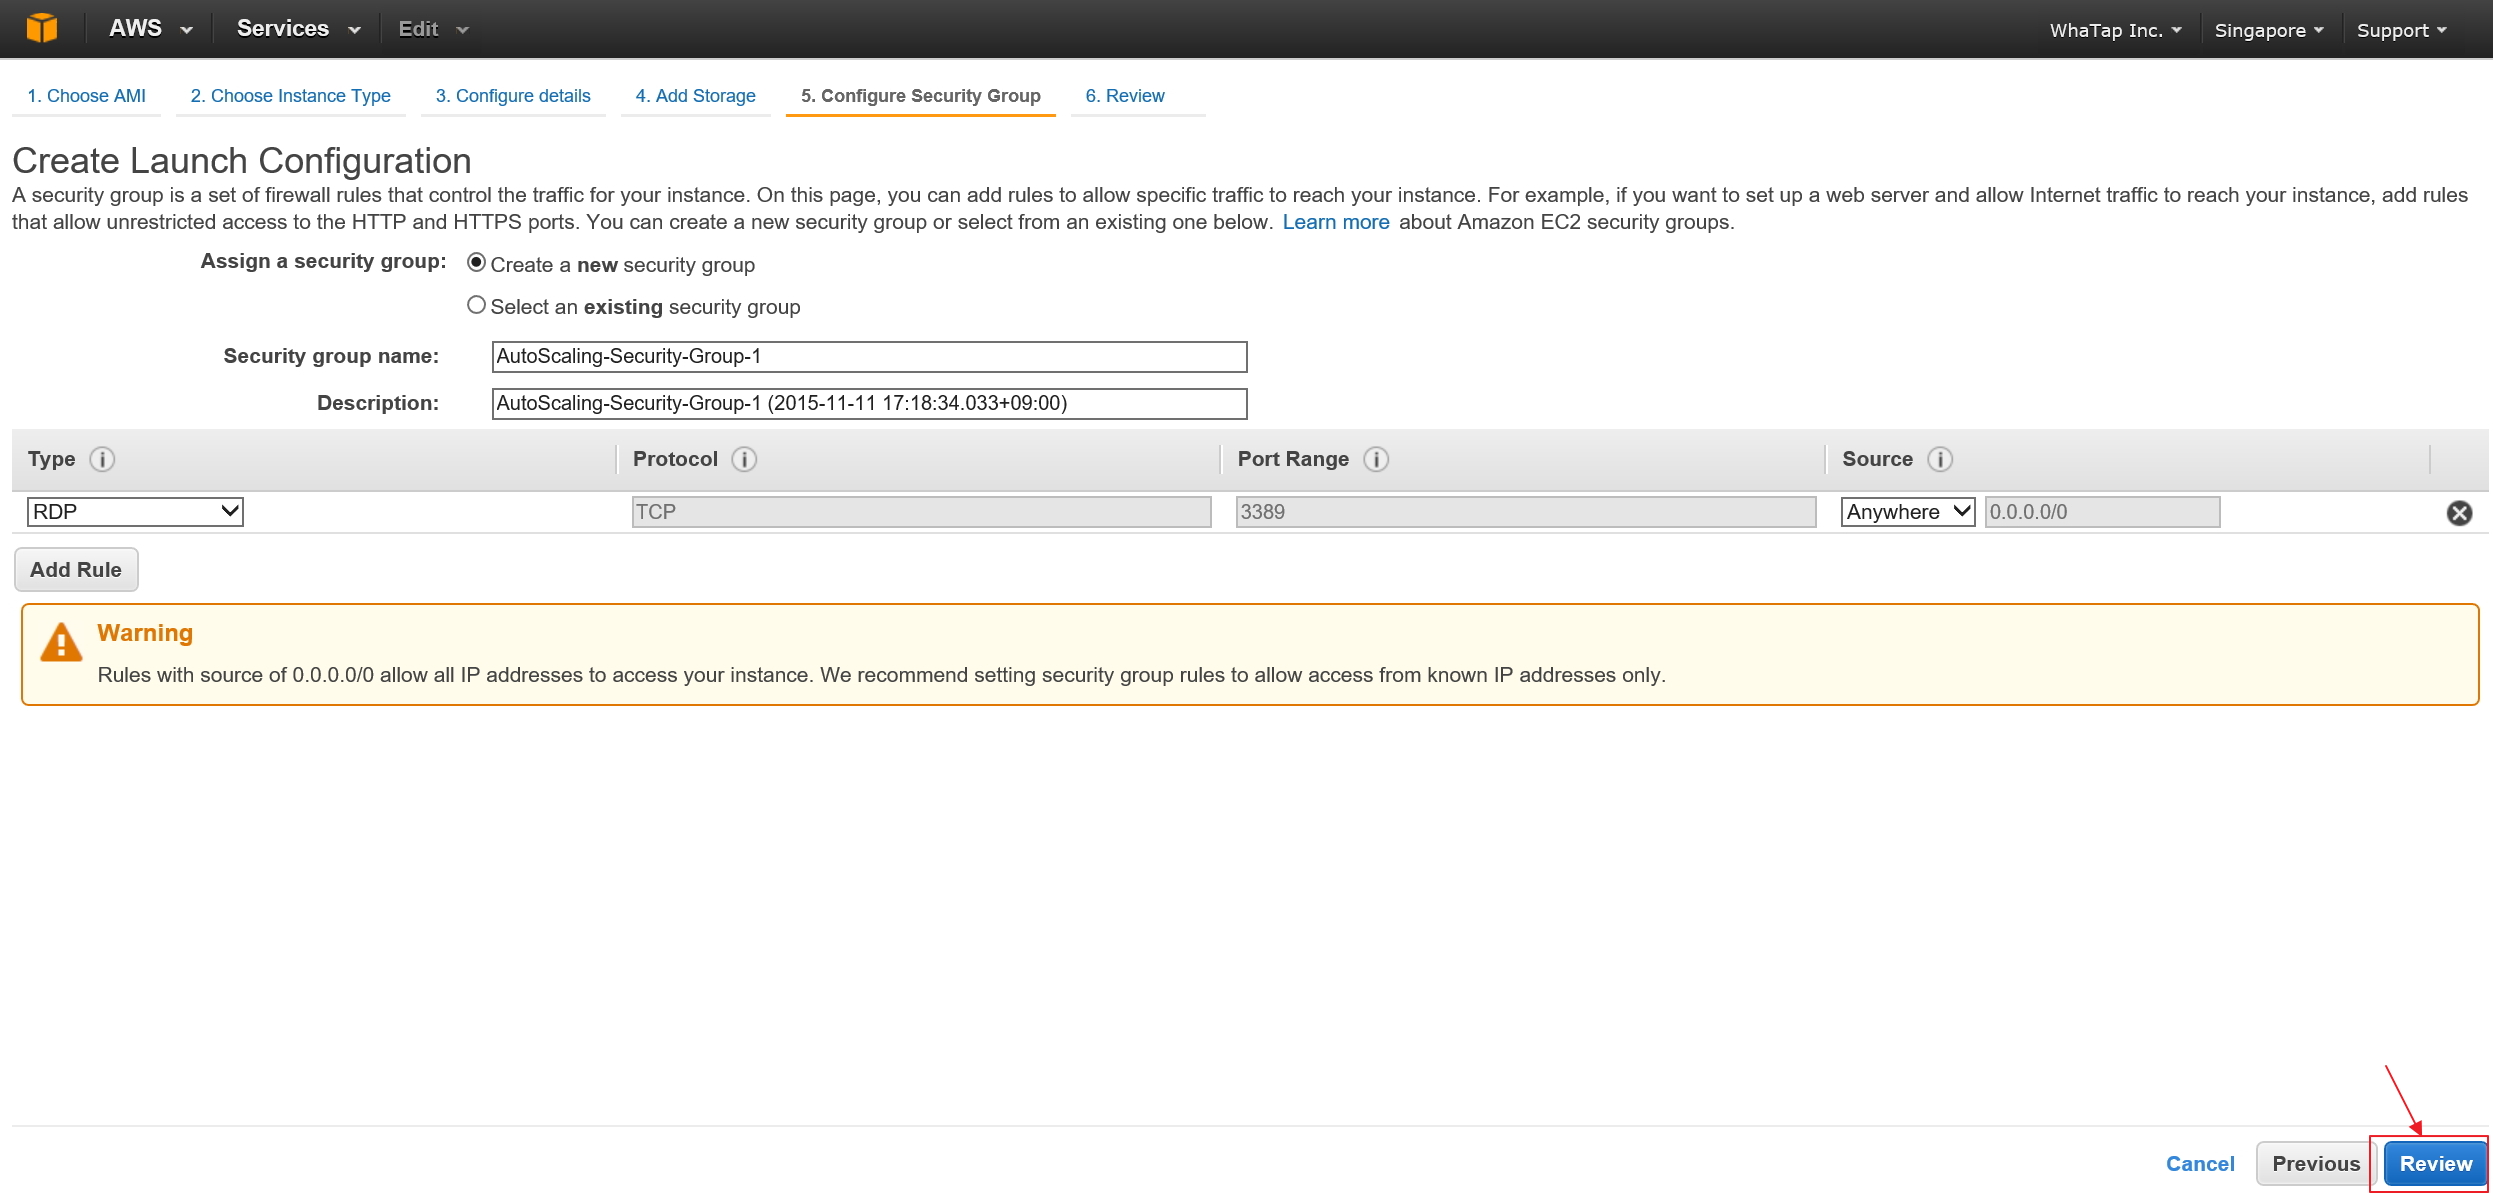 AWS Services Edit WhaTap Inc. Singapore Support
1. Choose AMI 2. Choose Instance Type 3. Configure details 4. Add Storage 5. Configure Security Group 6. Review
Create Launch Configuration
A security group is a set of firewall rules that control the traffic for your instance. On this page, you can add rules to allow specific traffic to reach your instance. For example, if you want to set up a web server and allow Internet traffic to reach your instance, add rules
that allow unrestricted access to the HTTP and HTTPS ports. You can create a new security group or select from an existing one below. Learn more about Amazon EC2 security groups.
Assign a security group: Create a new security group
Select an existing security group
Security group name: AutoScaling-Security-Group-1
Description: AutoScaling-Security-Group-1 (2015-11-11 17:18:34.033+09:00)
Type Protocol Port Range Source
RDP TCP 3389 Anywhere 0.0.0.0/0
Add Rule
Warning
Rules with source of 0.0.0.0/0 allow all IP addresses to access your instance. We recommend setting security group rules to allow access from known IP addresses only.
Cancel Previous Review